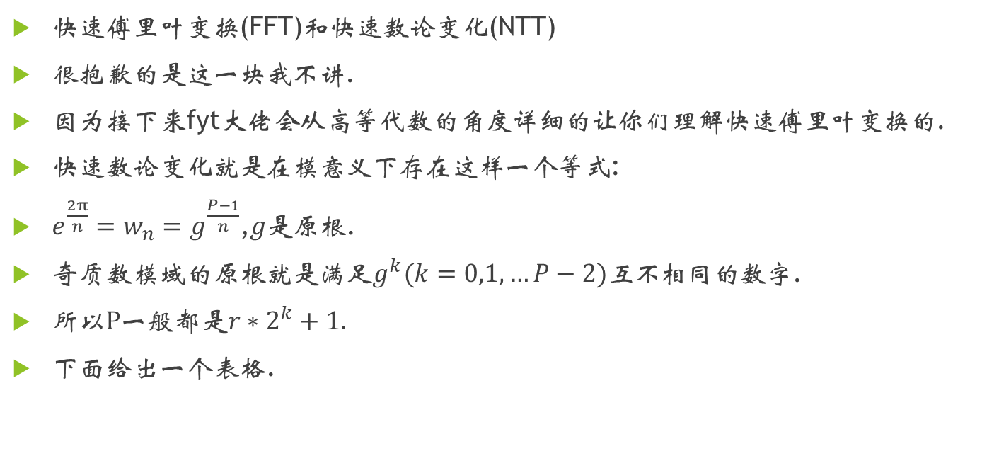 快速傅里叶变换(FFT)和快速数论变化(NTT)
很抱歉的是这一块我不讲.
因为接下来fyt大佬会从高等代数的角度详细的让你们理解快速傅里叶变换的.
快速数论变化就是在模意义下存在这样一个等式:
e^{\frac{2π}{n}} = w_n = g^{\frac{P-1}{n}},g是原根.
奇质数模域的原根就是满足g^k(k = 0,1, … P − 2)互不相同的数字.
所以P一般都是r ∗ 2^k + 1.
下面给出一个表格.